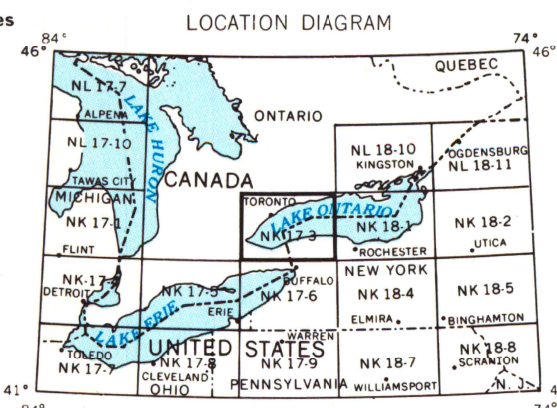 es
LOCATION DIAGRAM
84°
74°
46°
46°
QUEBEC
NL 17-7
ALPENA
LAKE HURON
ONTARIO
NL 17-10
NL 18-10
KINGSTON
OGDENSBURG
NL 18-11
TAWAS CITY
CANADA
MICHIGAN
TORONTO
LAKE ONTARIO
NK 17-1
NK 17-3
NK 18-1
NK 18-2
FLINT
ROCHESTER
UTICA
NK-17
DETROIT
NK 17-5
BUFFALO
NK 17-6
NEW YORK
NK 18-4
NK 18-5
ERIE
ELMIRA
BINGHAMTON
LAKE ERIE
WARREN
UNITED STATES
TOLEDO
NK 17-7
NK 17-8
CLEVELAND
OHIO
NK 17-9
PENNSYLVANIA
NK 18-7
WILLIAMSPORT
NK 18-8
SCRANTON
N. J.
41°